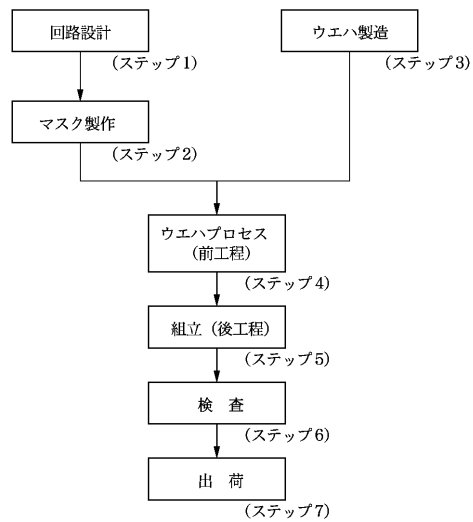 回路設計
(ステップ1)
ウエハ製造
(ステップ3)
マスク製作
(ステップ2)
ウエハプロセス
(前工程)
(ステップ4)
組立(後工程)
(ステップ5)
検　査
(ステップ6)
出　荷
(ステップ7)